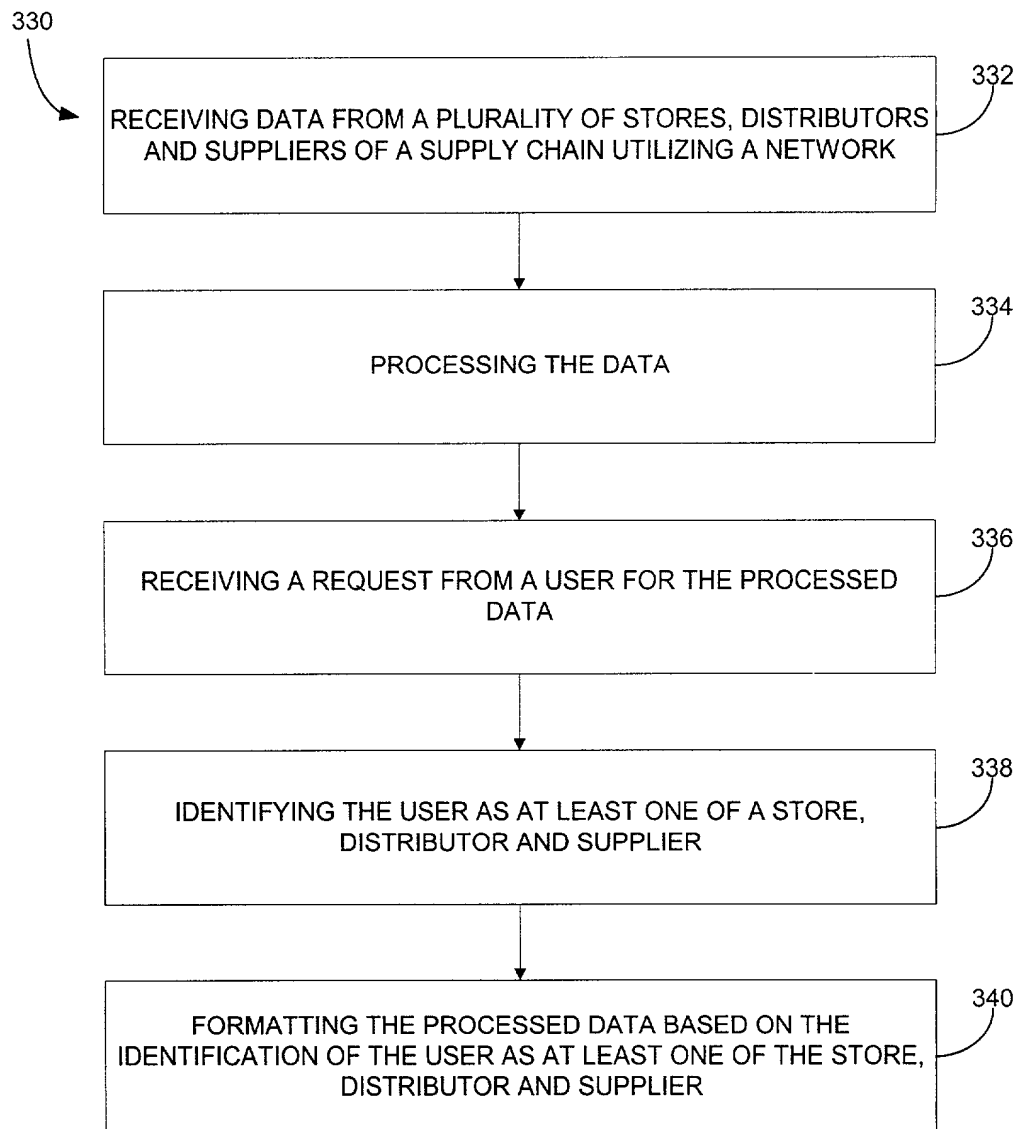 330
332
RECEIVING DATA FROM A PLURALITY OF STORES, DISTRIBUTORS
AND SUPPLIERS OF A SUPPLY CHAIN UTILIZING A NETWORK
334
PROCESSING THE DATA
336
RECEIVING A REQUEST FROM A USER FOR THE PROCESSED
DATA
338
IDENTIFYING THE USER AS AT LEAST ONE OF A STORE,
DISTRIBUTOR AND SUPPLIER
340
FORMATTING THE PROCESSED DATA BASED ON THE
IDENTIFICATION OF THE USER AS AT LEAST ONE OF THE STORE,
DISTRIBUTOR AND SUPPLIER